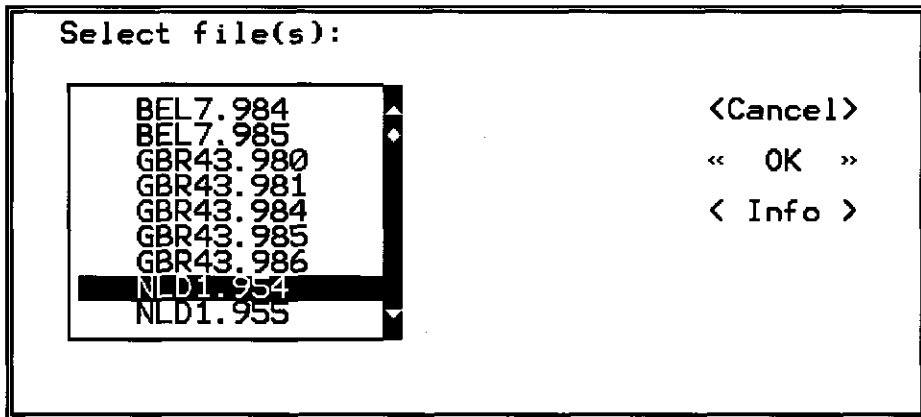 Select file(s):
BEL7.984
BEL7.985
GBR43.980
GBR43.981
GBR43.984
GBR43.985
GBR43.986
NLD1.954
NLD1.955
<Cancel>
« OK »
< Info >